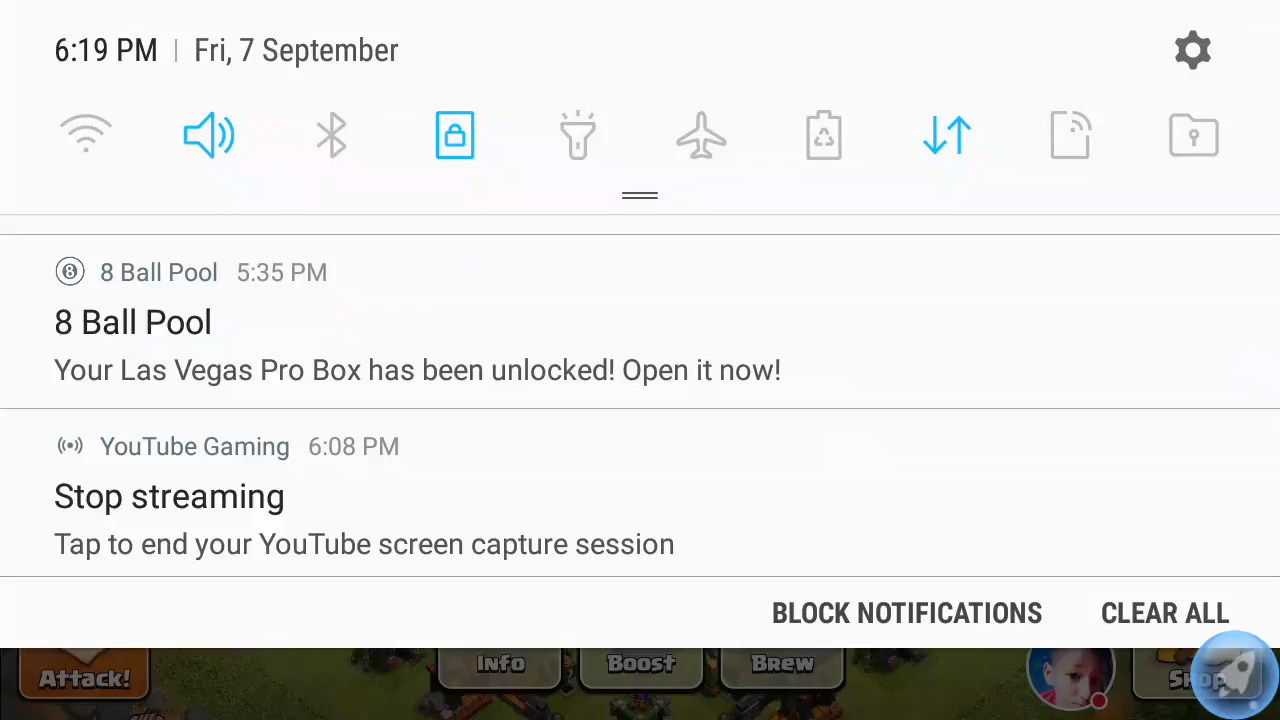 6:19 PM | Fri, 7 September
8 Ball Pool 5:35 PM
8 Ball Pool
Your Las Vegas Pro Box has been unlocked! Open it now!
YouTube Gaming 6:08 PM
Stop streaming
Tap to end your YouTube screen capture session
BLOCK NOTIFICATIONS CLEAR ALL
Attack! Info Boost Brew Shop